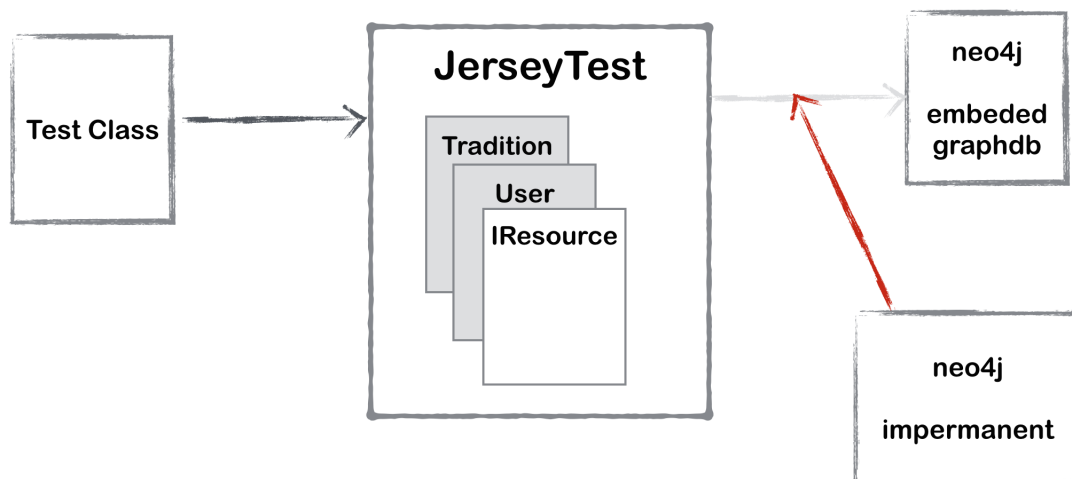 Test Class
JerseyTest
Tradition
User
IResource
neo4j
embeded
graphdb
neo4j
impermanent